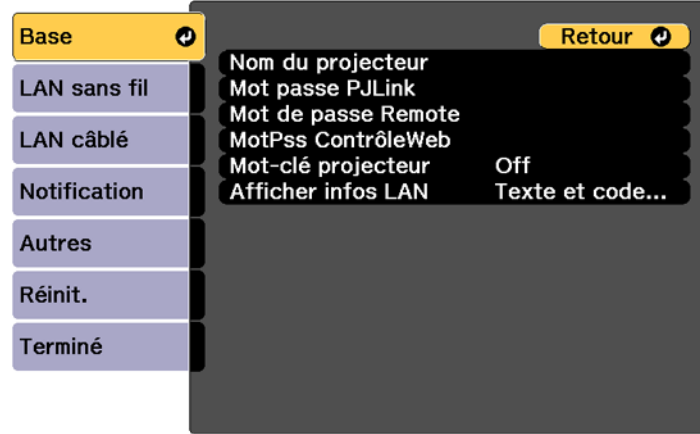 Base
LAN sans fil
LAN câblé
Notification
Autres
Réinit.
Terminé
Retour
Nom du projecteur
Mot passe PJLink
Mot de passe Remote
MotPss ContrôleWeb
Mot-clé projecteur Off
Afficher infos LAN Texte et code...